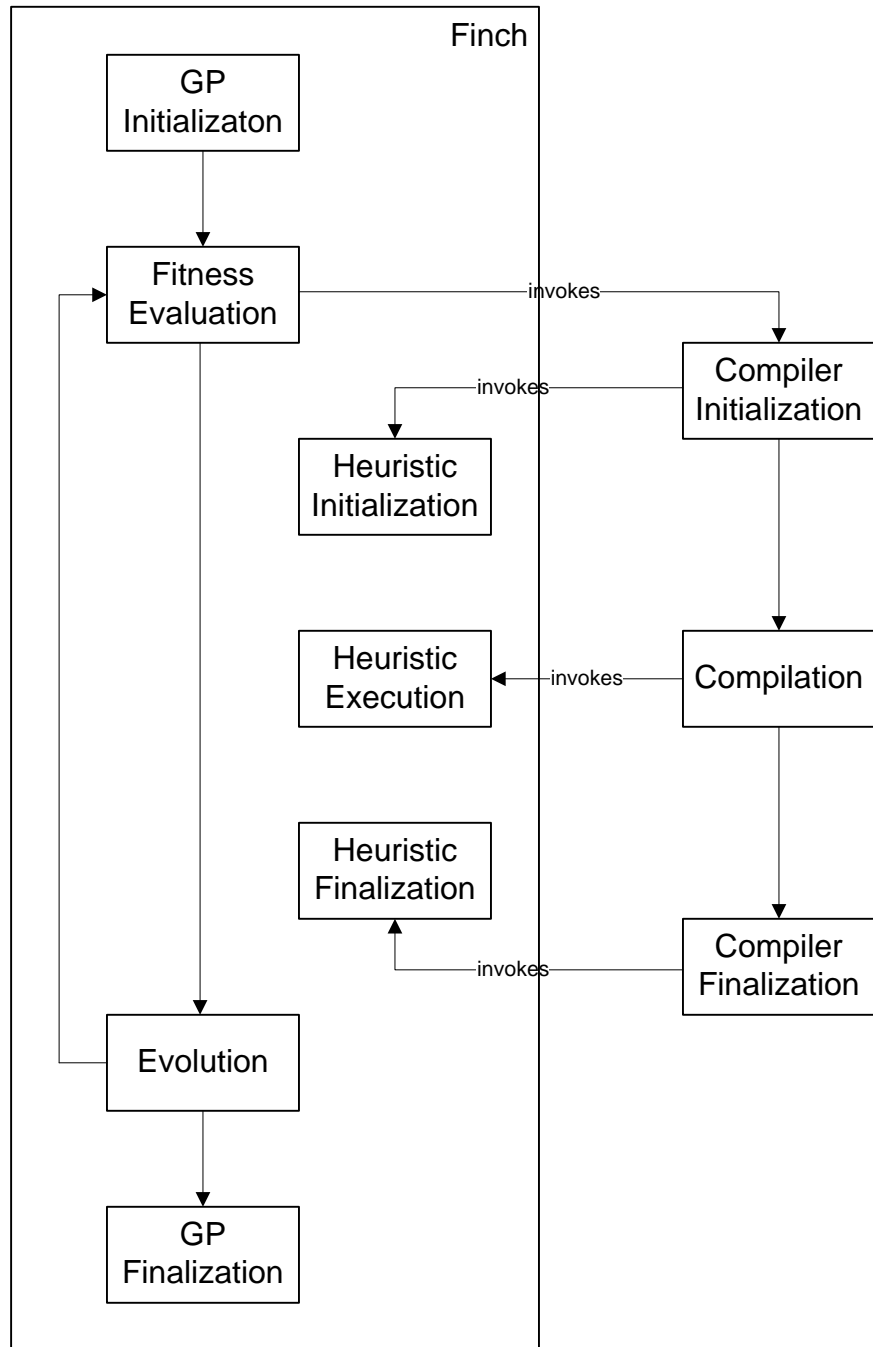 Finch
GP
Initializaton
Fitness
Evaluation
invokes
Compiler
Initialization
invokes
Heuristic
Initialization
Heuristic
Execution
invokes
Compilation
Heuristic
Finalization
Compiler
Finalization
invokes
Evolution
GP
Finalization